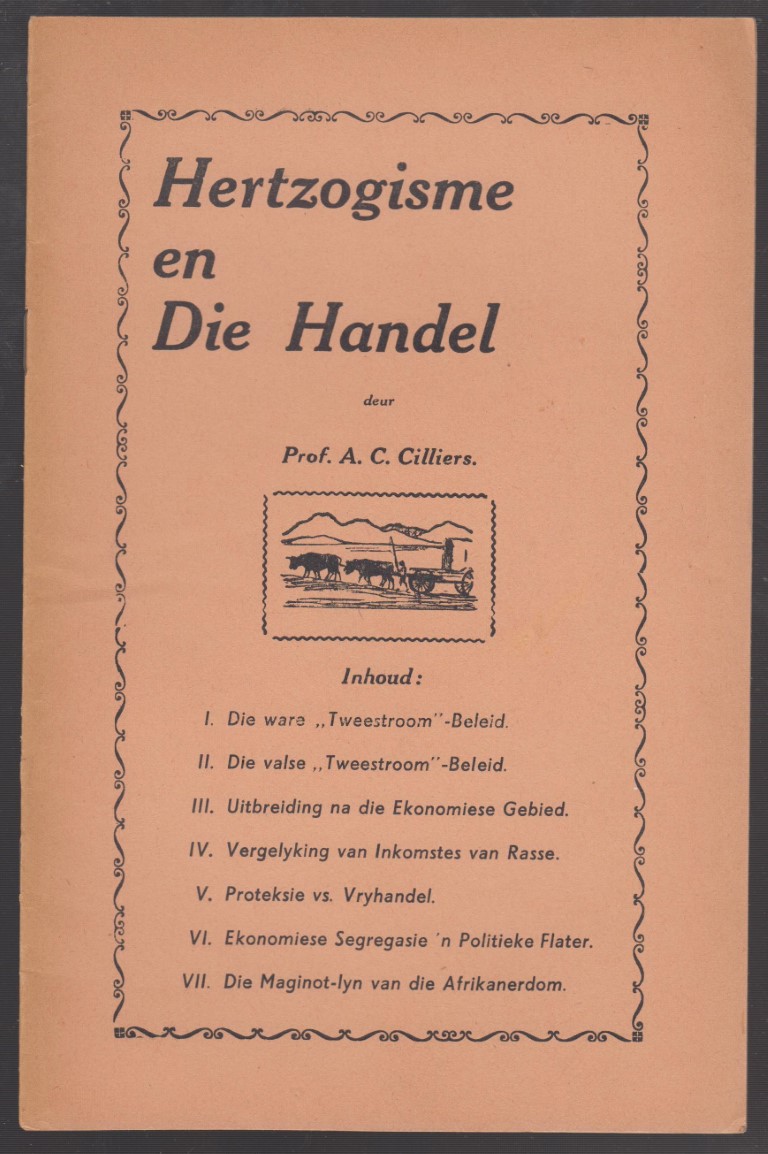 Hertzogisme
en
Die Handel
deur
Prof. A. C. Cilliers.
Inhoud:
I. Die ware „Tweestroom”-Beleid.
II. Die valse „Tweestroom”-Beleid.
III. Uitbreiding na die Ekonomiese Gebied.
IV. Vergelyking van Inkomstes van Rasse.
V. Proteksie vs. Vryhandel.
VI. Ekonomiese Segregasie 'n Politieke Flater.
VII. Die Maginot-lyn van die Afrikanerdom.